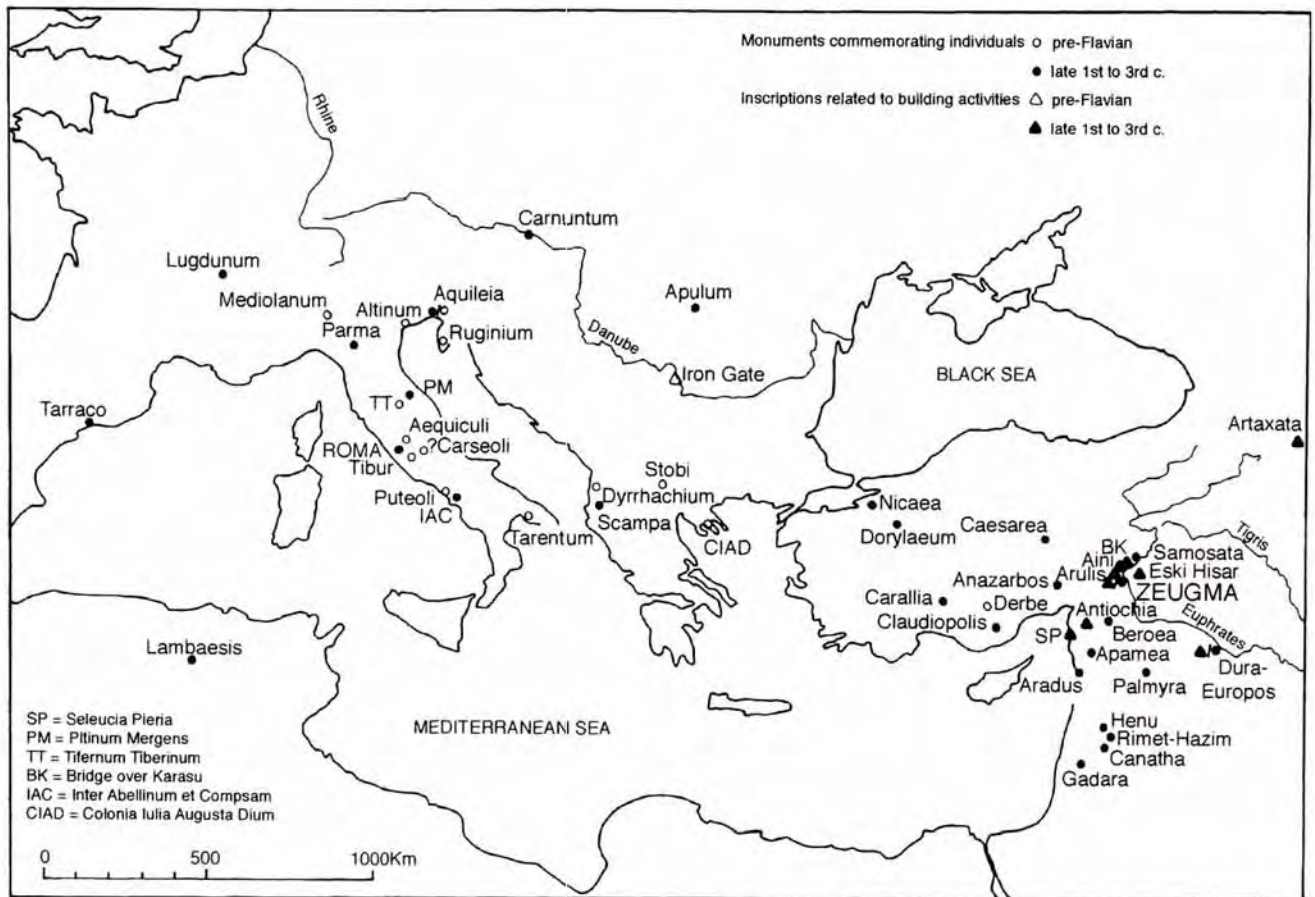 Monuments commemorating individuals ○ pre-Flavian
● late 1st to 3rd c.
Inscriptions related to building activities △ pre-Flavian
▲ late 1st to 3rd c.
Rhine
Carnuntum
Lugdunum
Mediolanum
Altinum
Aquileia
Apulum
Parma
Ruginium
Danube
Iron Gate
BLACK SEA
PM
TT
Tarraco
Aequiculi
?Carseoli
ROMA
Tibur
Artaxata
Stobi
Puteoli
IAC
Dyrrhachium
Scampa
Tarentum
CIAD
Nicaea
Dorylaeum
Caesarea
Tigris
BK
Samosata
Aini
Eski Hisar
Arulis
ZEUGMA
Anazarbos
Carallia
Derbe
Antiochia
Euphrates
Claudiopolis
SP
Beroea
Lambaesis
Apamea
Dura-
Europos
Aradus
Palmyra
MEDITERRANEAN SEA
Henu
Rimet-Hazim
Canatha
Gadara
SP = Seleucia Pieria
PM = Pltinum Mergens
TT = Tifernum Tiberinum
BK = Bridge over Karasu
IAC = Inter Abellinum et Compsam
CIAD = Colonia Iulia Augusta Dium
0 500 1000Km